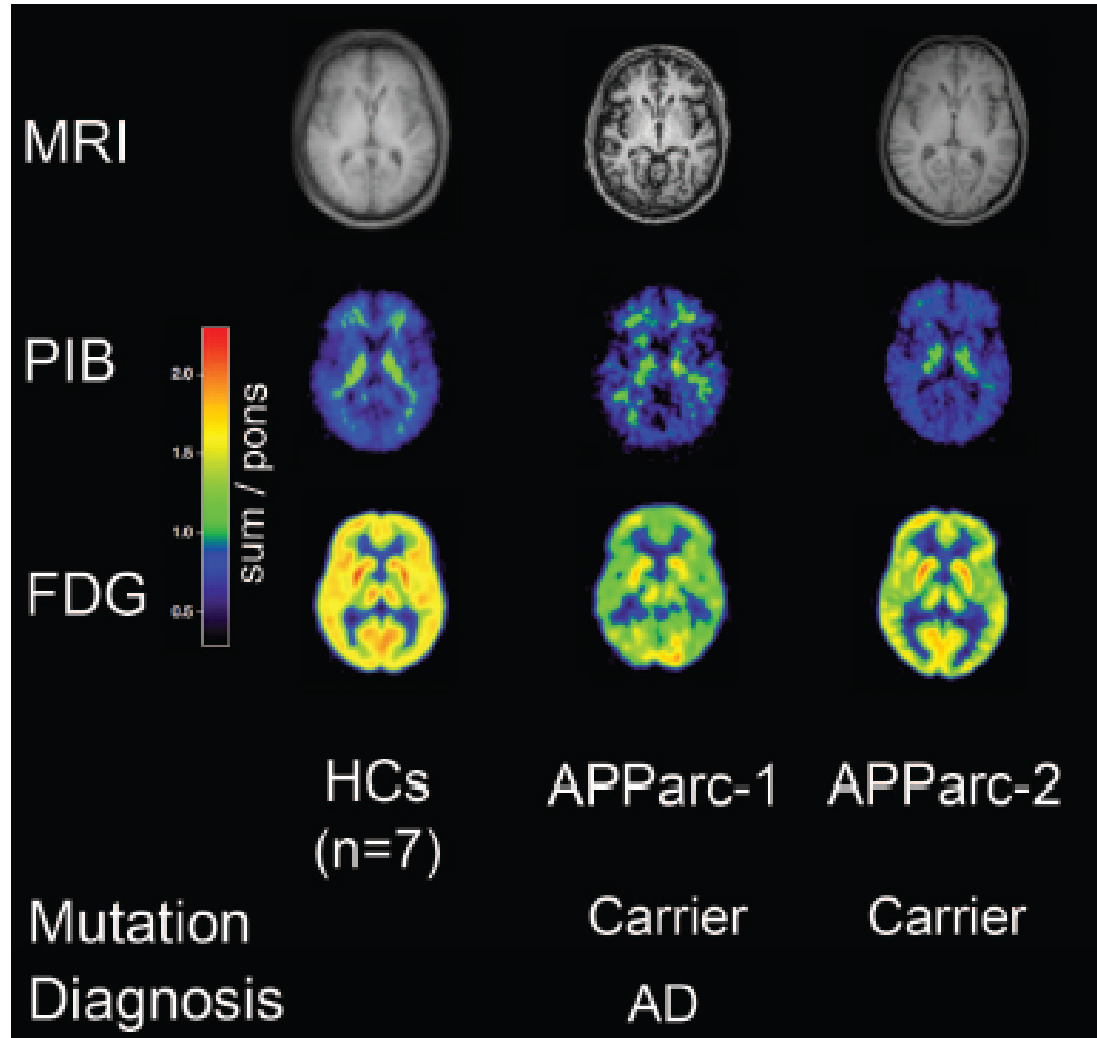 MRI
PIB
2.0
1.5
1.0
0.5
sum / pons
FDG
HCs
(n=7)
APParc-1
APParc-2
Mutation
Carrier
Carrier
Diagnosis
AD